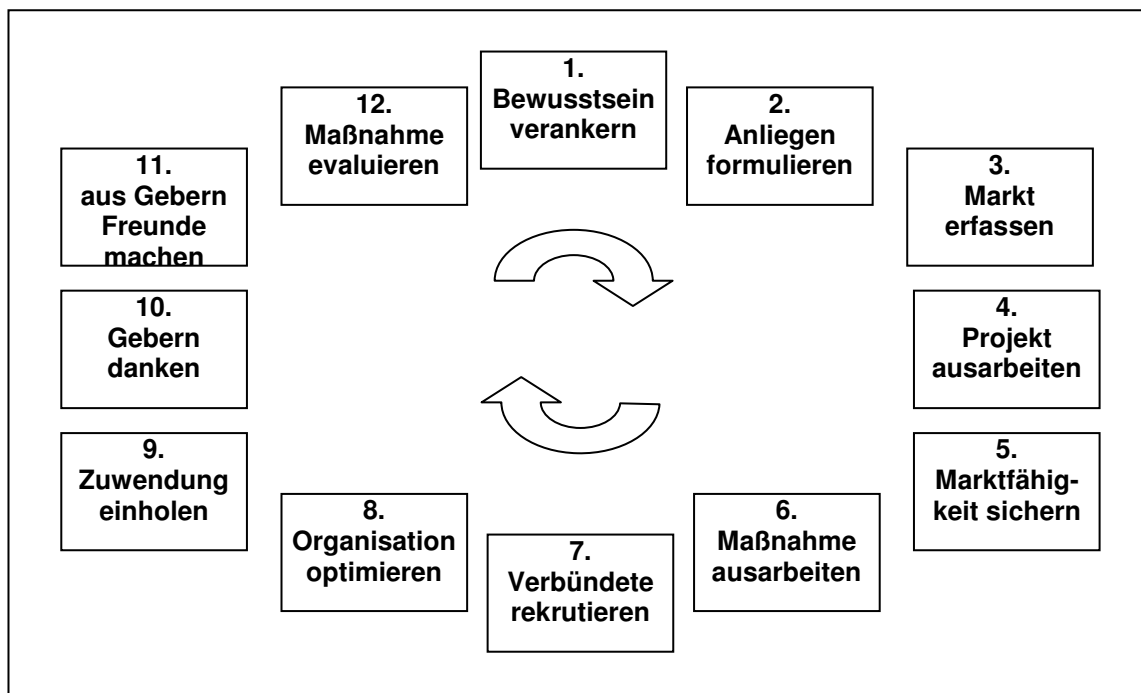 1.
Bewusstsein
verankern
2.
Anliegen
formulieren
3.
Markt
erfassen
4.
Projekt
ausarbeiten
5.
Marktfähig-
keit sichern
6.
Maßnahme
ausarbeiten
7.
Verbündete
rekrutieren
8.
Organisation
optimieren
9.
Zuwendung
einholen
10.
Gebern
danken
11.
aus Gebern
Freunde
machen
12.
Maßnahme
evaluieren